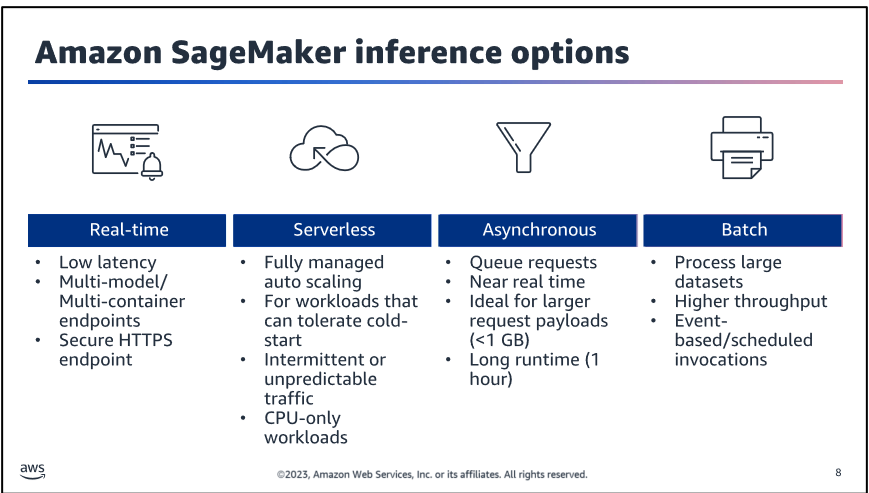 Amazon SageMaker inference options
Real-time
• Low latency
• Multi-model/
Multi-container
endpoints
• Secure HTTPS
endpoint
Serverless
• Fully managed
auto scaling
• For workloads that
can tolerate cold-
start
• Intermittent or
unpredictable
traffic
• CPU-only
workloads
Asynchronous
• Queue requests
• Near real time
• Ideal for larger
request payloads
(<1 GB)
• Long runtime (1
hour)
Batch
• Process large
datasets
• Higher throughput
• Event-
based/scheduled
invocations
aws
©2023, Amazon Web Services, Inc. or its affiliates. All rights reserved.
8